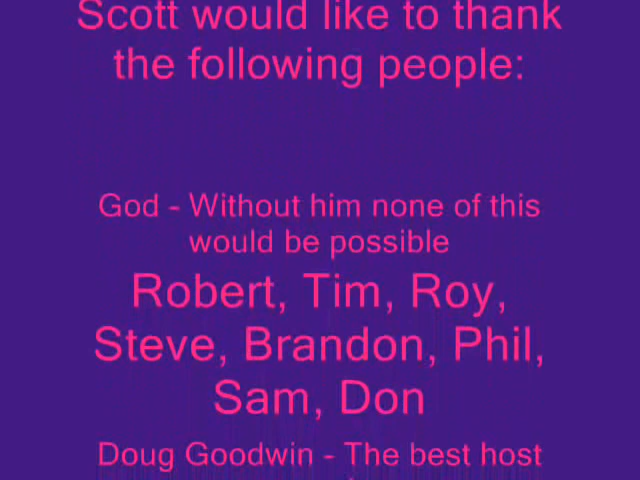 Scott would like to thank
the following people:
God - Without him none of this
would be possible
Robert, Tim, Roy,
Steve, Brandon, Phil,
Sam, Don
Doug Goodwin - The best host